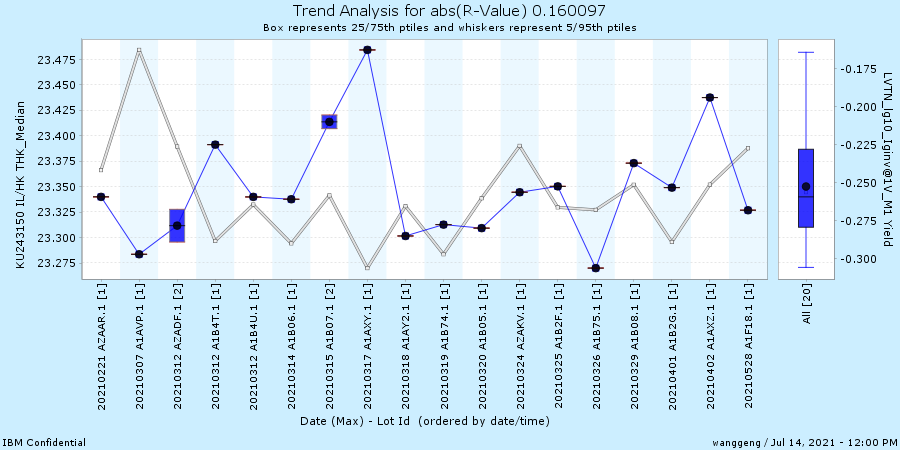 Trend Analysis for abs(R-Value) 0.160097
Box represents 25/75th ptiles and whiskers represent 5/95th ptiles
KU243150 1L/HK THK_Median
23.475
23.450
23.425
23.400
23.375
23.350
23.325
23.300
23.275
-0.175
-0.200
-0.225
-0.250
-0.275
-0.300
LVTN_lg10_Iginv@1V_M1 Yield
20210221 AZAAR.1 [1]
20210307 A1AVP.1 [1]
20210312 AZADF.1 [2]
20210312 A1B4T.1 [1]
20210312 A1B4U.1 [1]
20210314 A1B06.1 [1]
20210315 A1B07.1 [2]
20210317 A1AXY.1 [1]
20210318 A1AY2.1 [1]
20210319 A1B74.1 [1]
20210320 A1B05.1 [1]
20210324 AZAKV.1 [1]
20210325 A1B2F.1 [1]
20210326 A1B75.1 [1]
20210329 A1B08.1 [1]
20210401 A1B2G.1 [1]
20210402 A1AXZ.1 [1]
20210528 A1F18.1 [1]
All [20]
Date (Max) - Lot Id (ordered by date/time)
IBM Confidential
wanggeng / Jul 14, 2021 - 12:00 PM